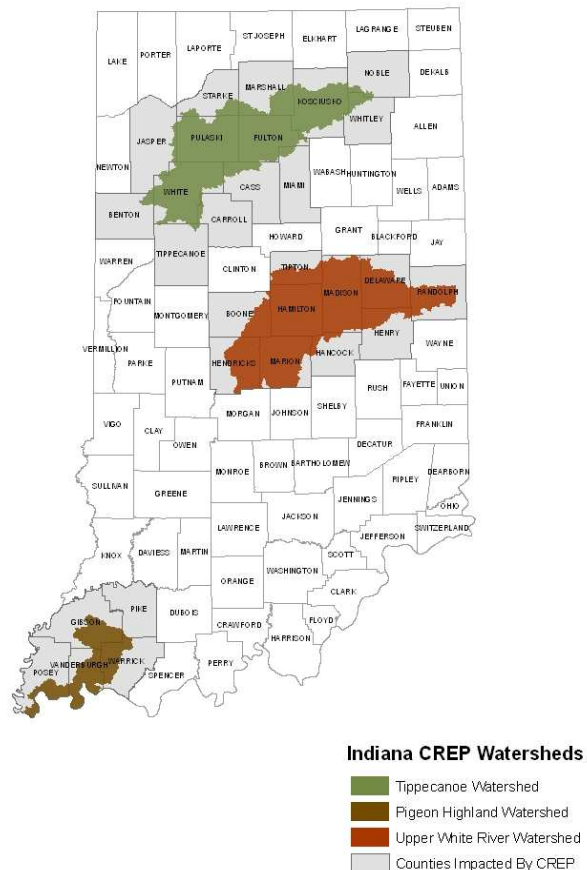 LAGRANGE
STEUBEN
ST JOSEPH
ELKHART
LAPORTE
PORTER
LAKE
NOBLE
DEKALB
MARSHALL
STARKE
KOSCIUSKO
WHITLEY
ALLEN
JASPER
PULASKI
FULTON
NEWTON
WABASH
HUNTINGTON
MIAMI
CASS
WHITE
WELLS
ADAMS
BENTON
CARROLL
GRANT
BLACKFORD
JAY
HOWARD
TIPPECANOE
WARREN
CLINTON
TIPTON
DELAWARE
MADISON
RANDOLPH
FOUNTAIN
HAMILTON
BOONE
MONTGOMERY
HENRY
WAYNE
VERMILLION
HANCOCK
HENDRICKS
MARION
PARKE
PUTNAM
RUSH
FAYETTE
UNION
SHELBY
MORGAN
JOHNSON
VIGO
CLAY
FRANKLIN
OWEN
DECATUR
MONROE
BROWN
BARTHOLOMEW
DEARBORN
RIPLEY
SULLIVAN
GREENE
JENNINGS
OHIO
JACKSON
SWITZERLAND
LAWRENCE
JEFFERSON
KNOX
DAVIESS
MARTIN
SCOTT
WASHINGTON
ORANGE
CLARK
PIKE
DUBOIS
GIBSON
CRAWFORD
FLOYD
HARRISON
VANDERBURGH
WARRICK
POSEY
PERRY
SPENCER
Indiana CREP Watersheds
Tippecanoe Watershed
Pigeon Highland Watershed
Upper White River Watershed
Counties Impacted By CREP